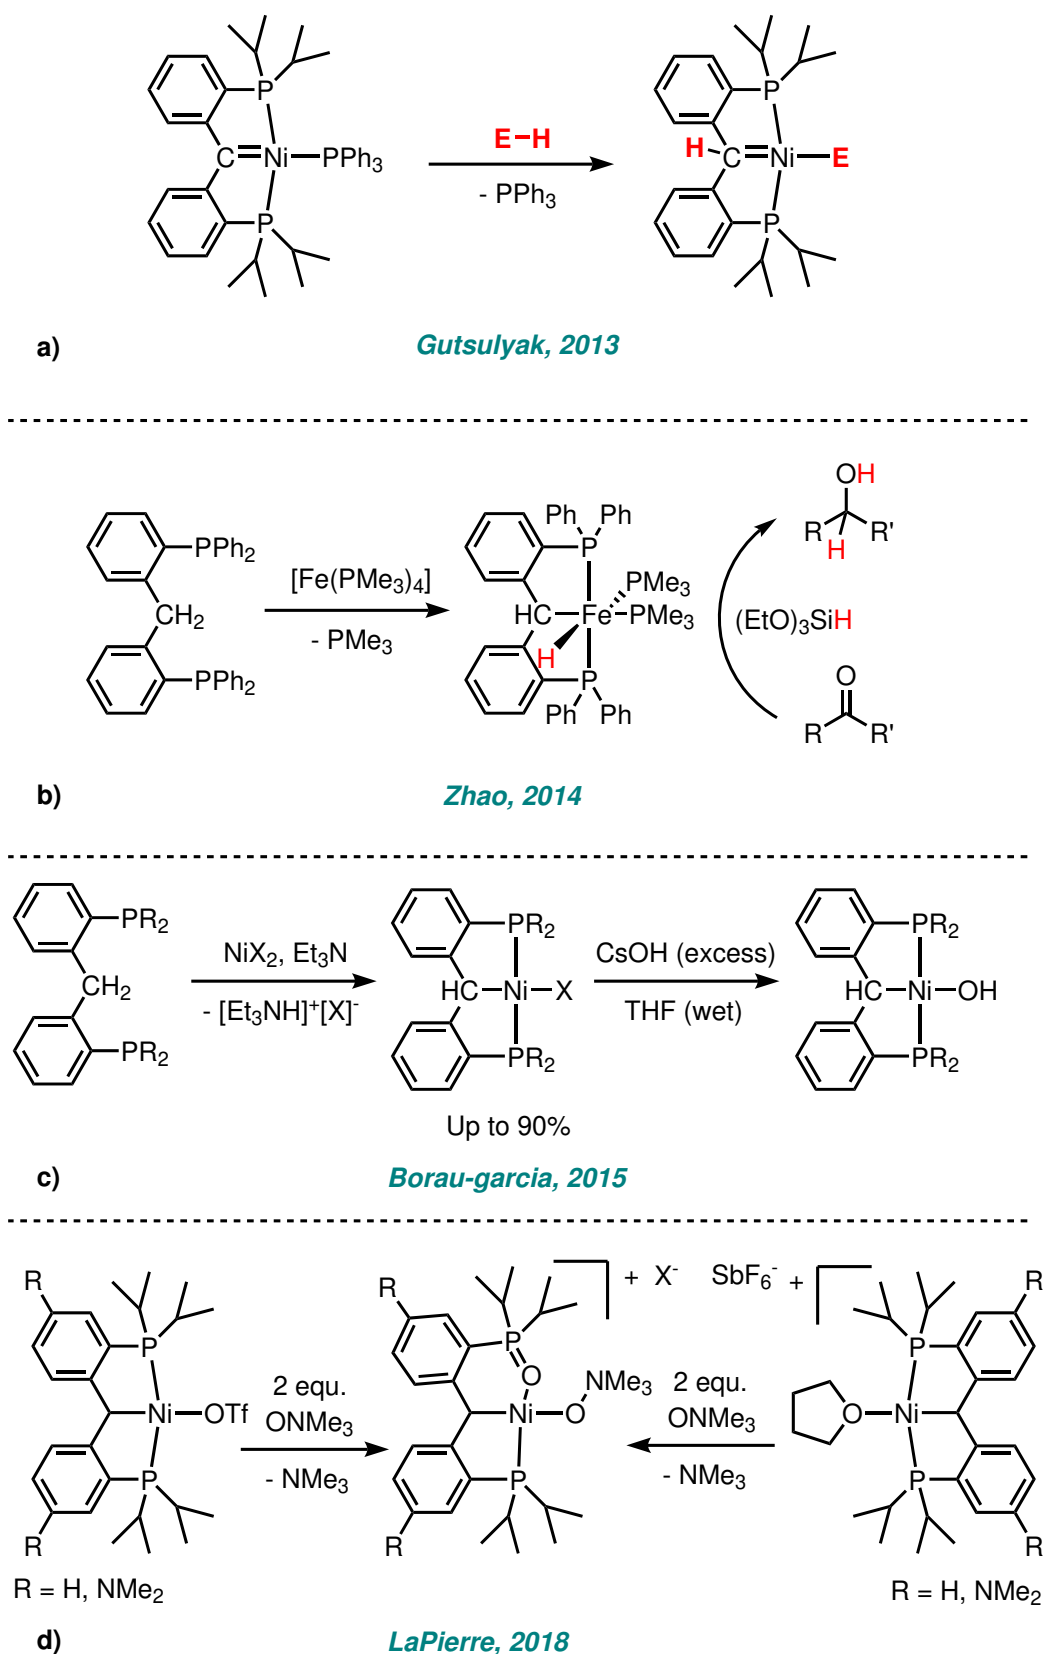 P
C
Ni
PPh3
P
E-H
- PPh3
P
H
C
Ni
E
P
a)
Gutsulyak, 2013
PPh2
CH2
PPh2
[Fe(PMe3)4]
- PMe3
Ph Ph
P
PMe3
HC
Fe
PMe3
H
P
Ph Ph
OH
R R'
H
(EtO)3SiH
O
R R'
b)
Zhao, 2014
PR2
CH2
PR2
NiX2, Et3N
- [Et3NH]+[X]-
PR2
HC
Ni
X
PR2
Up to 90%
CsOH (excess)
THF (wet)
PR2
HC
Ni
OH
PR2
c)
Borau-garcia, 2015
R
P
Ni
OTf
P
R
R = H, NMe2
2 equ.
ONMe3
- NMe3
R
P
O
NMe3
Ni
O
P
R
+ X-
SbF6- +
2 equ.
ONMe3
- NMe3
R
P
O
Ni
P
R
R = H, NMe2
d)
LaPierre, 2018